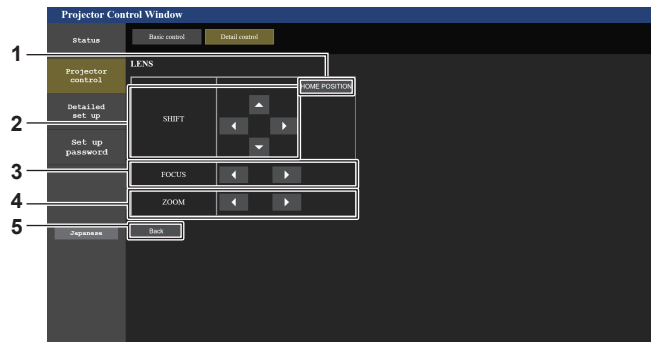 Projector Control Window
Status
Basic control
Detail control
1
LENS
Projector
control
HOME POSITION
Detailed
set up
2
SHIFT
Set up
password
3
FOCUS
4
ZOOM
5
Japanese
Back